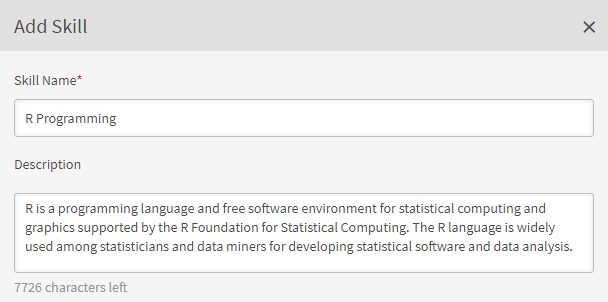 Add Skill
Skill Name*
R Programming
Description
R is a programming language and free software environment for statistical computing and
graphics supported by the R Foundation for Statistical Computing. The R language is widely
used among statisticians and data miners for developing statistical software and data analysis.
7726 characters left